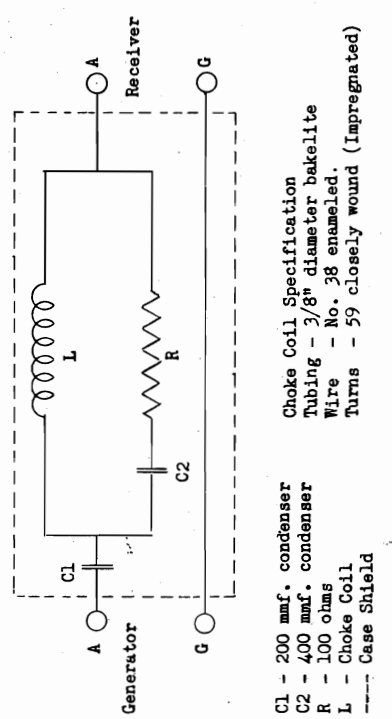 A
A
Receiver
L
R
C1
C2
A
Generator
G
G
C1 - 200 mmf. condenser
C2 - 400 mmf. condenser
R - 100 ohms
L - Choke Coil
---- Case Shield
Choke Coil Specification
Tubing - 3/8" diameter bakelite
Wire - No. 38 enameled.
Turns - 59 closely wound (Impregnated)